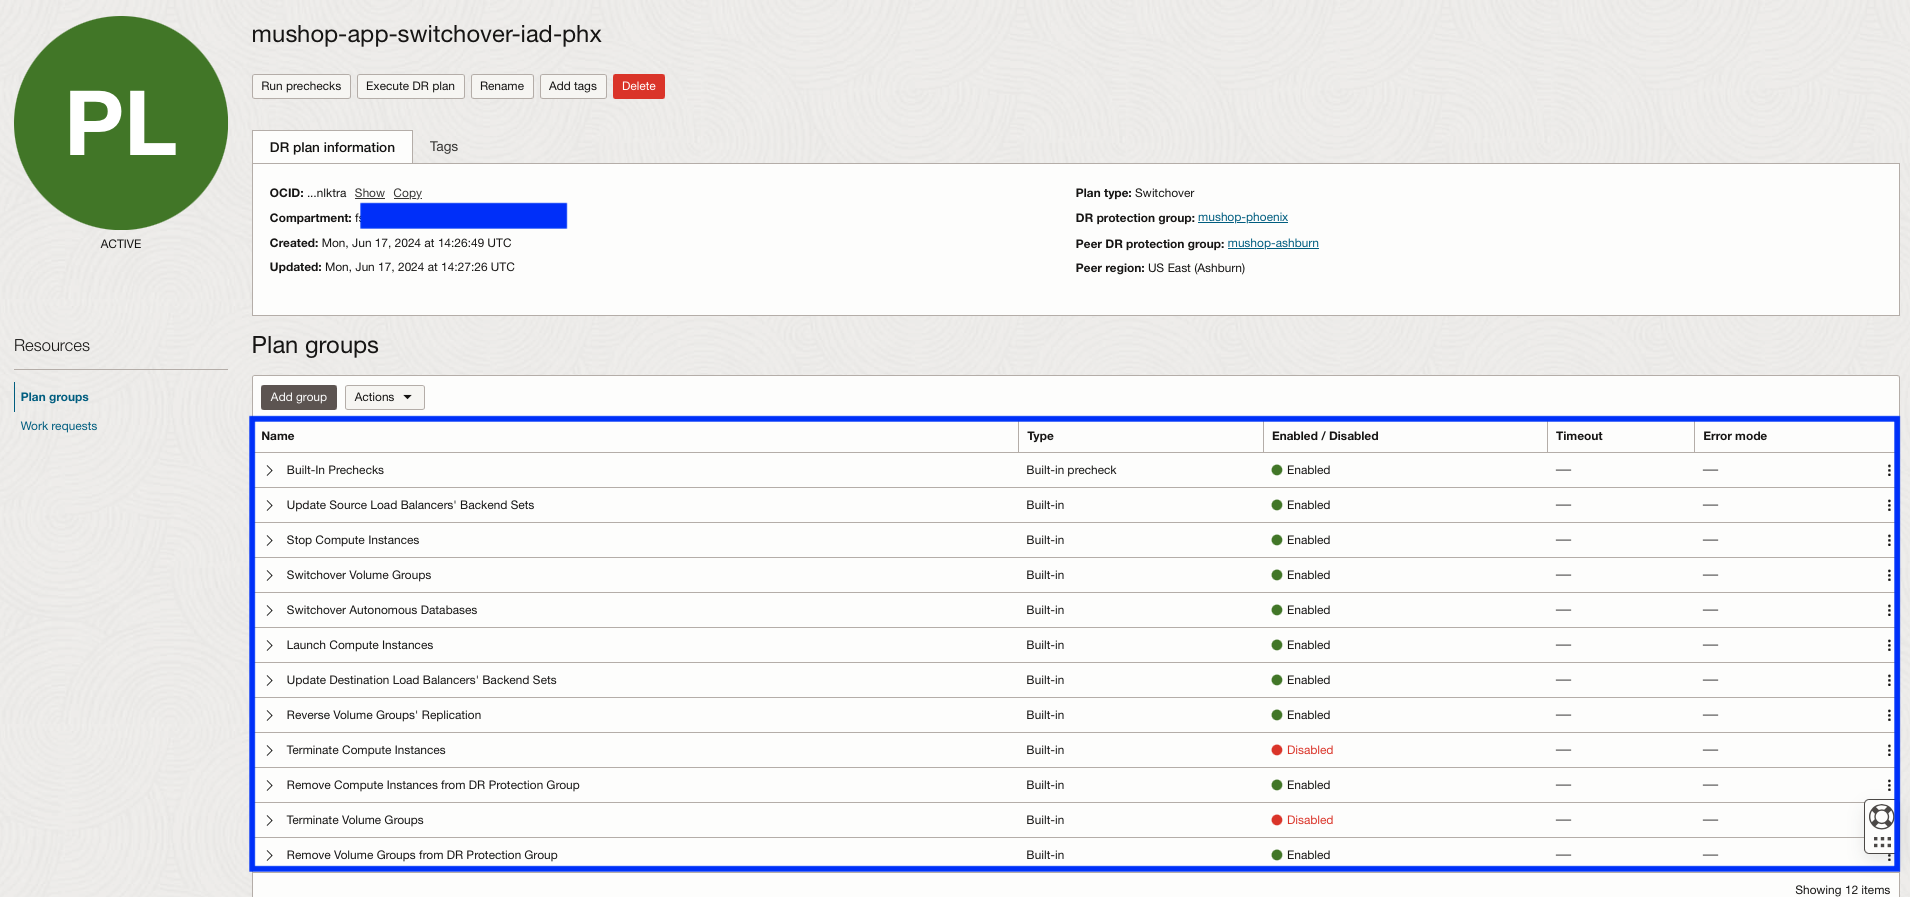 PL
ACTIVE
mushop-app-switchover-iad-phx
Run prechecks Execute DR plan Rename Add tags Delete
DR plan information Tags
OCID: ...nlktra Show Copy
Compartment:
Created: Mon, Jun 17, 2024 at 14:26:49 UTC
Updated: Mon, Jun 17, 2024 at 14:27:26 UTC
Plan type: Switchover
DR protection group: mushop-phoenix
Peer DR protection group: mushop-ashburn
Peer region: US East (Ashburn)
Resources
Plan groups
Work requests
Plan groups
Add group Actions
Name Type Enabled / Disabled Timeout Error mode
Built-In Prechecks Built-in precheck Enabled — —
Update Source Load Balancers' Backend Sets Built-in Enabled — —
Stop Compute Instances Built-in Enabled — —
Switchover Volume Groups Built-in Enabled — —
Switchover Autonomous Databases Built-in Enabled — —
Launch Compute Instances Built-in Enabled — —
Update Destination Load Balancers' Backend Sets Built-in Enabled — —
Reverse Volume Groups' Replication Built-in Enabled — —
Terminate Compute Instances Built-in Disabled — —
Remove Compute Instances from DR Protection Group Built-in Enabled — —
Terminate Volume Groups Built-in Disabled — —
Remove Volume Groups from DR Protection Group Built-in Enabled — —
Showing 12 items